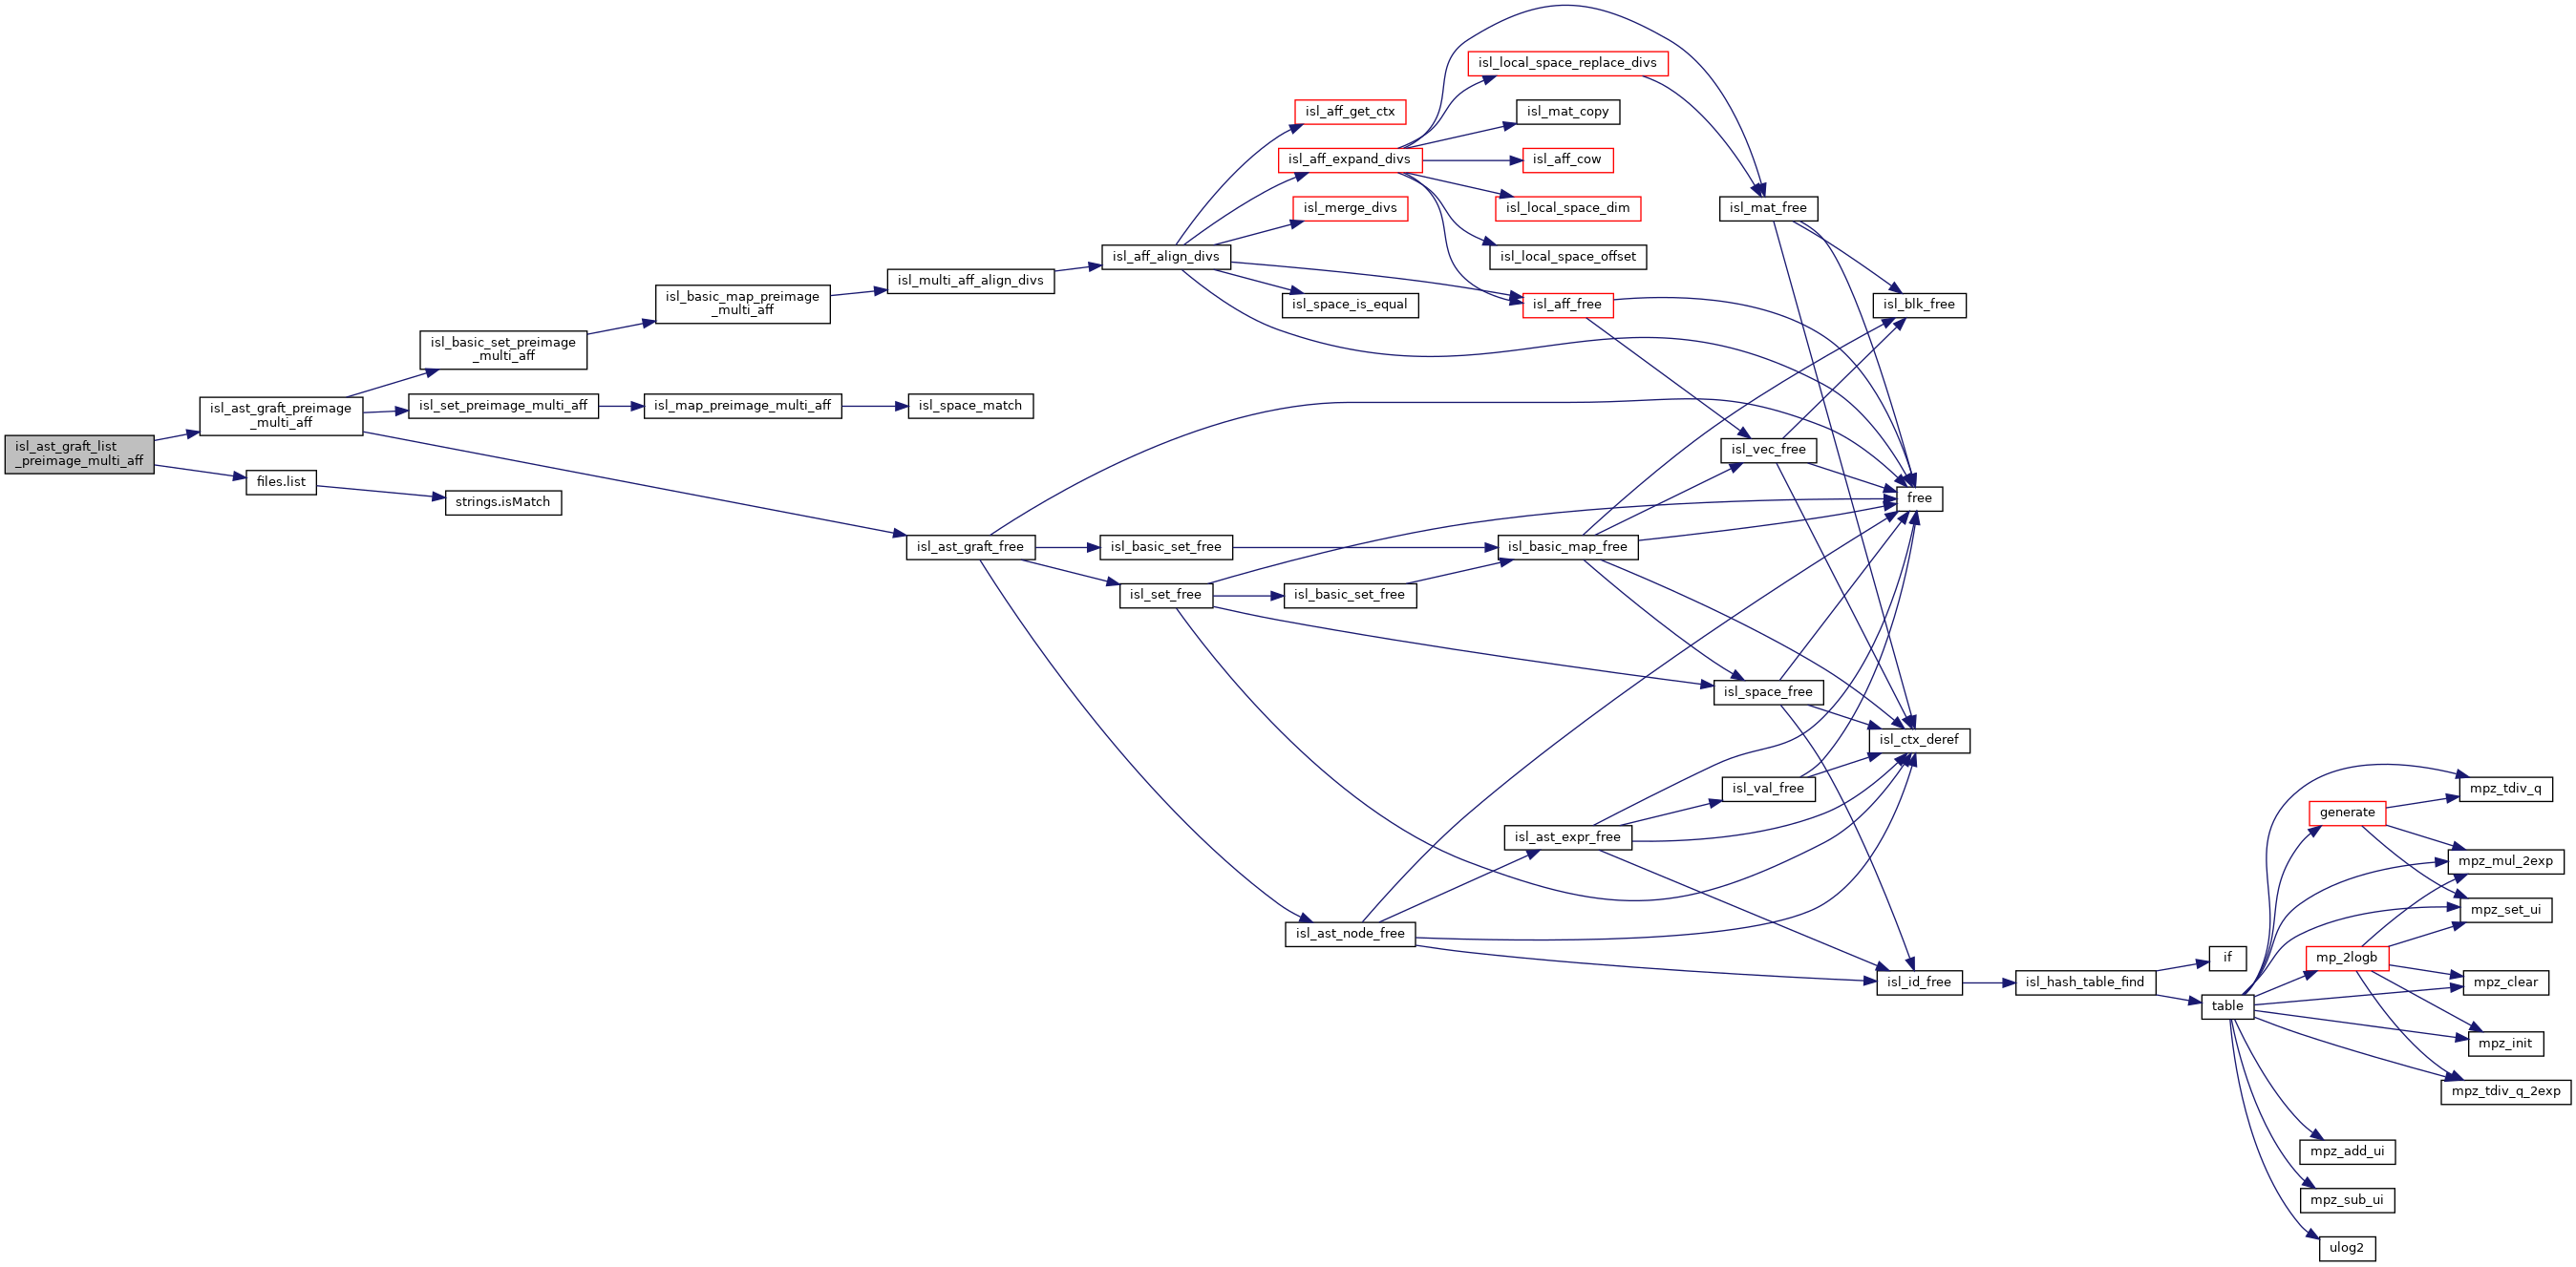 isl_ast_graft_list
_preimage_multi_aff
isl_ast_graft_preimage
_multi_aff
files.list
isl_basic_set_preimage
_multi_aff
isl_set_preimage_multi_aff
strings.isMatch
isl_basic_map_preimage
_multi_aff
isl_map_preimage_multi_aff
isl_multi_aff_align_divs
isl_space_match
isl_ast_graft_free
isl_aff_align_divs
isl_basic_set_free
isl_set_free
isl_aff_get_ctx
isl_aff_expand_divs
isl_merge_divs
isl_space_is_equal
isl_basic_set_free
isl_ast_node_free
isl_local_space_replace_divs
isl_mat_copy
isl_aff_cow
isl_local_space_dim
isl_local_space_offset
isl_aff_free
isl_basic_map_free
isl_ast_expr_free
isl_mat_free
isl_vec_free
isl_space_free
isl_val_free
isl_blk_free
free
isl_ctx_deref
isl_id_free
isl_hash_table_find
if
table
generate
mp_2logb
mpz_add_ui
mpz_sub_ui
ulog2
mpz_tdiv_q
mpz_mul_2exp
mpz_set_ui
mpz_clear
mpz_init
mpz_tdiv_q_2exp